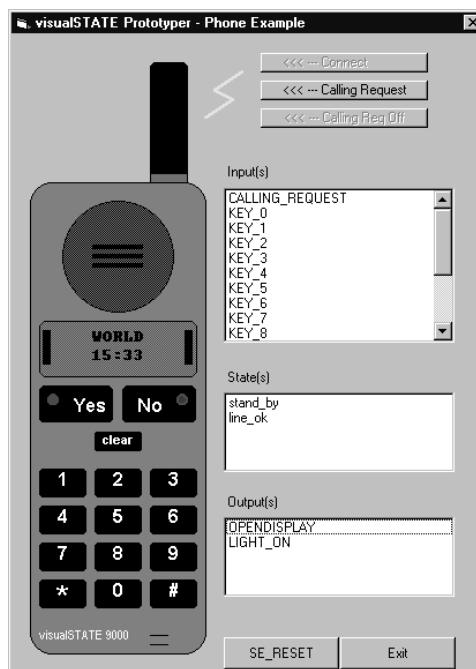 visualSTATE Prototyper - Phone Example
<<< --- Connect
<<< --- Calling Request
<<< --- Calling Req Off
Input(s)
CALLING_REQUEST
KEY_0
KEY_1
KEY_2
KEY_3
KEY_4
KEY_5
KEY_6
KEY_7
KEY_8
WORLD
15:33
State(s)
stand_by
line_ok
Yes No
clear
1 2 3
4 5 6
7 8 9
* 0 #
Output(s)
OPENDISPLAY
LIGHT_ON
visualSTATE 9000
SE_RESET Exit